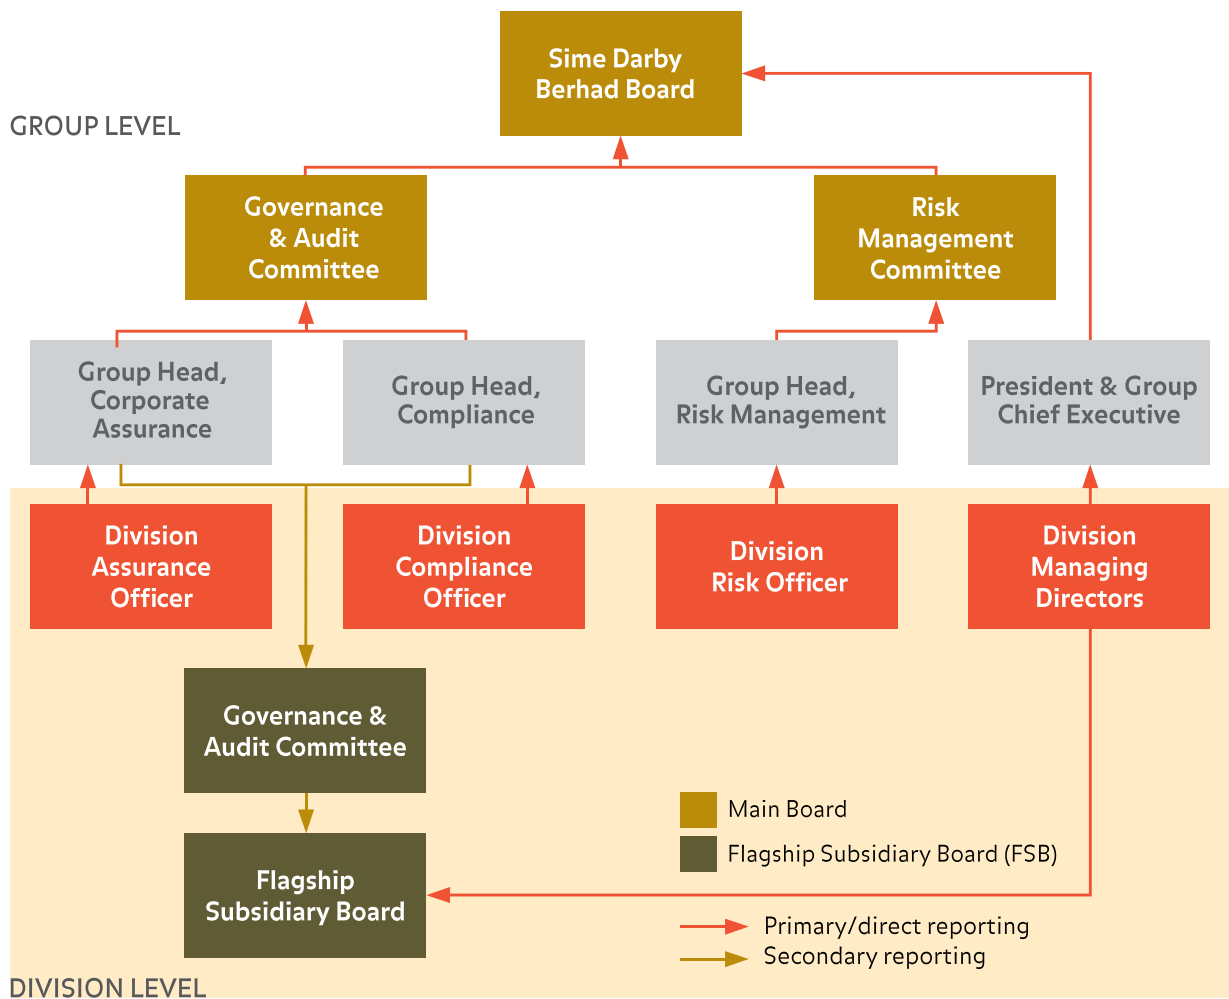 Sime Darby
Berhad Board
GROUP LEVEL
Governance
& Audit
Committee
Risk
Management
Committee
Group Head,
Corporate
Assurance
Group Head,
Compliance
Group Head,
Risk Management
President & Group
Chief Executive
Division
Assurance
Officer
Division
Compliance
Officer
Division
Risk Officer
Division
Managing
Directors
Governance &
Audit Committee
Flagship
Subsidiary Board
Main Board
Flagship Subsidiary Board (FSB)
Primary/direct reporting
Secondary reporting
DIVISION LEVEL